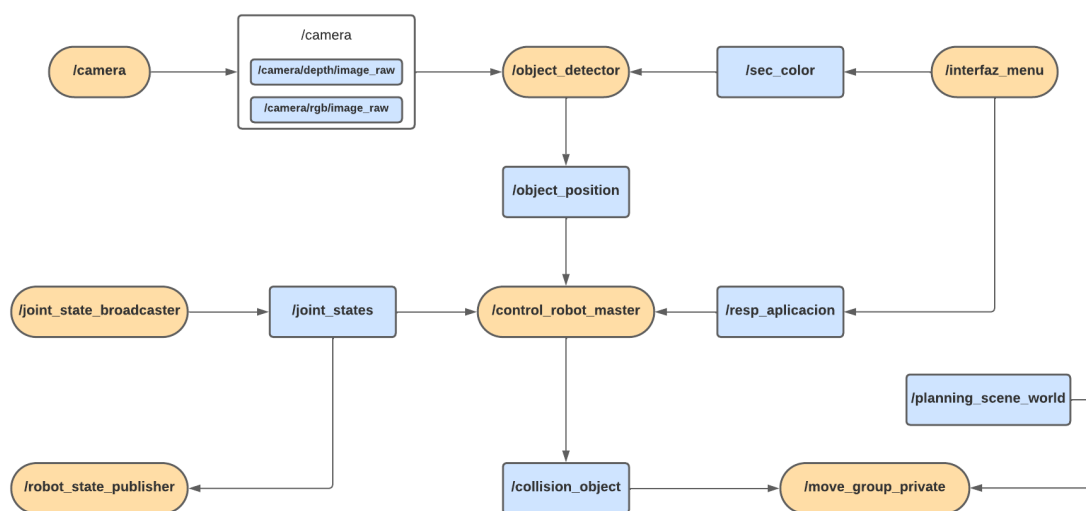 /camera
/camera
/camera/depth/image_raw
/camera/rgb/image_raw
/object_detector
/sec_color
/interfaz_menu
/object_position
/joint_state_broadcaster
/joint_states
/control_robot_master
/resp_aplicacion
/planning_scene_world
/robot_state_publisher
/collision_object
/move_group_private